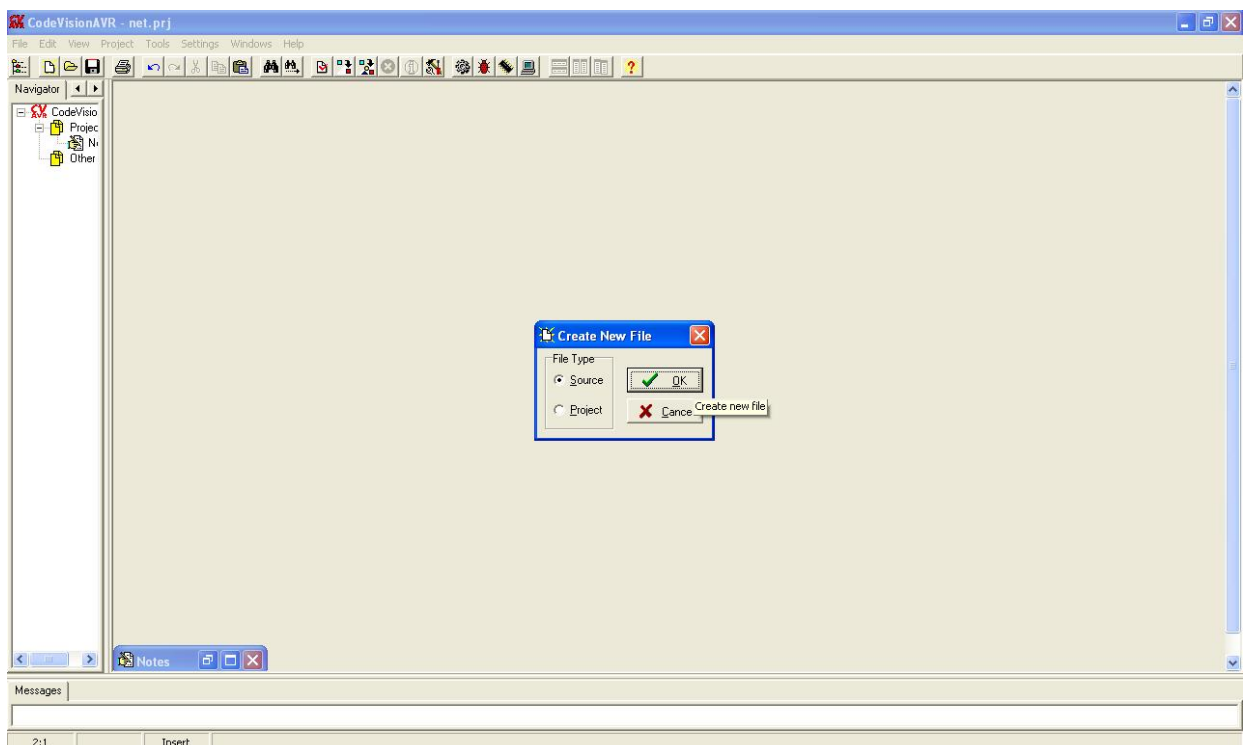 CodeVisionAVR - net.prj
File Edit View Project Tools Settings Windows Help
Navigator
CodeVisio
Projec
Other
Create New File
File Type
Source
OK
Project
Cance
Create new file
Notes
Messages
2:1 Insert